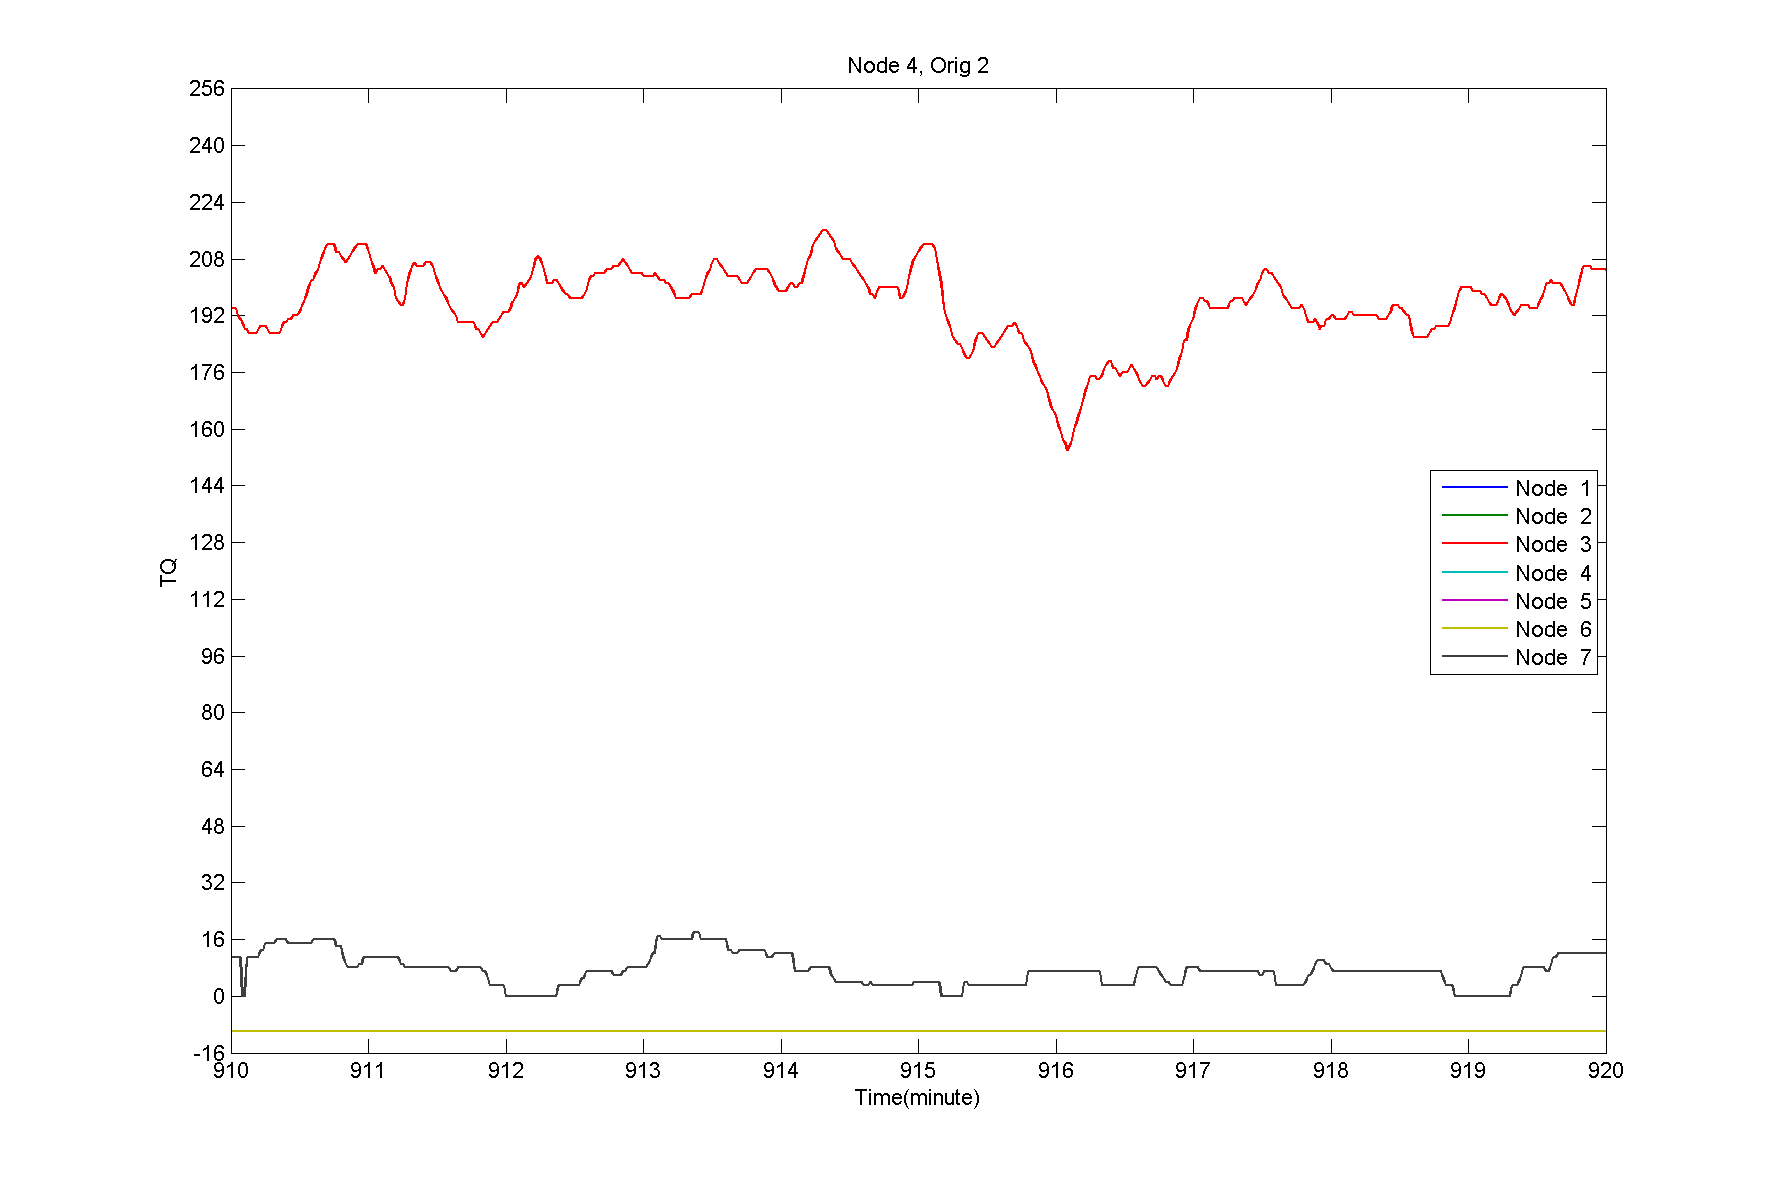 Node 4, Orig 2
256
240
224
208
192
176
160
144
128
112
96
80
64
48
32
16
0
-16
TQ
Node 1
Node 2
Node 3
Node 4
Node 5
Node 6
Node 7
910 911 912 913 914 915 916 917 918 919 920
Time(minute)